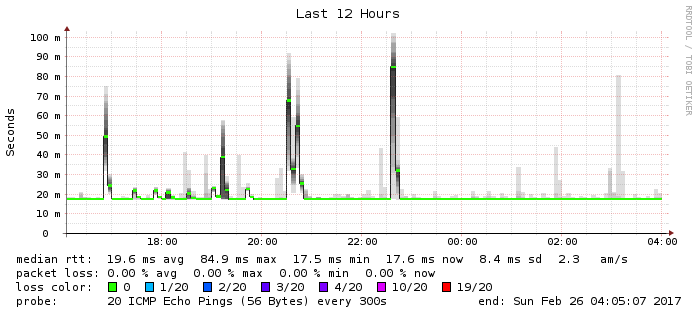 Last 12 Hours
RRDTOOL / TOBI OETIKER
Seconds
100 m
90 m
80 m
70 m
60 m
50 m
40 m
30 m
20 m
10 m
0
18:00 20:00 22:00 00:00 02:00 04:00
median rtt: 19.6 ms avg 84.9 ms max 17.5 ms min 17.6 ms now 8.4 ms sd 2.3 am/s
packet loss: 0.00 % avg 0.00 % max 0.00 % min 0.00 % now
loss color: 0 1/20 2/20 3/20 4/20 10/20 19/20
probe: 20 ICMP Echo Pings (56 Bytes) every 300s end: Sun Feb 26 04:05:07 2017